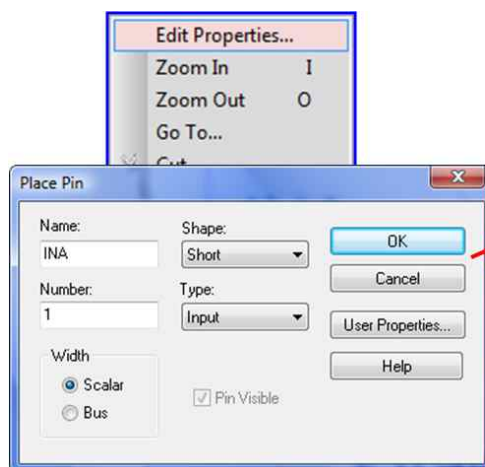 Edit Properties...
Zoom In I
Zoom Out O
Go To...
Cut
Place Pin
Name:
INA
Shape:
Short
OK
Cancel
Number:
1
Type:
Input
User Properties...
Width
Scalar
Bus
Pin Visible
Help